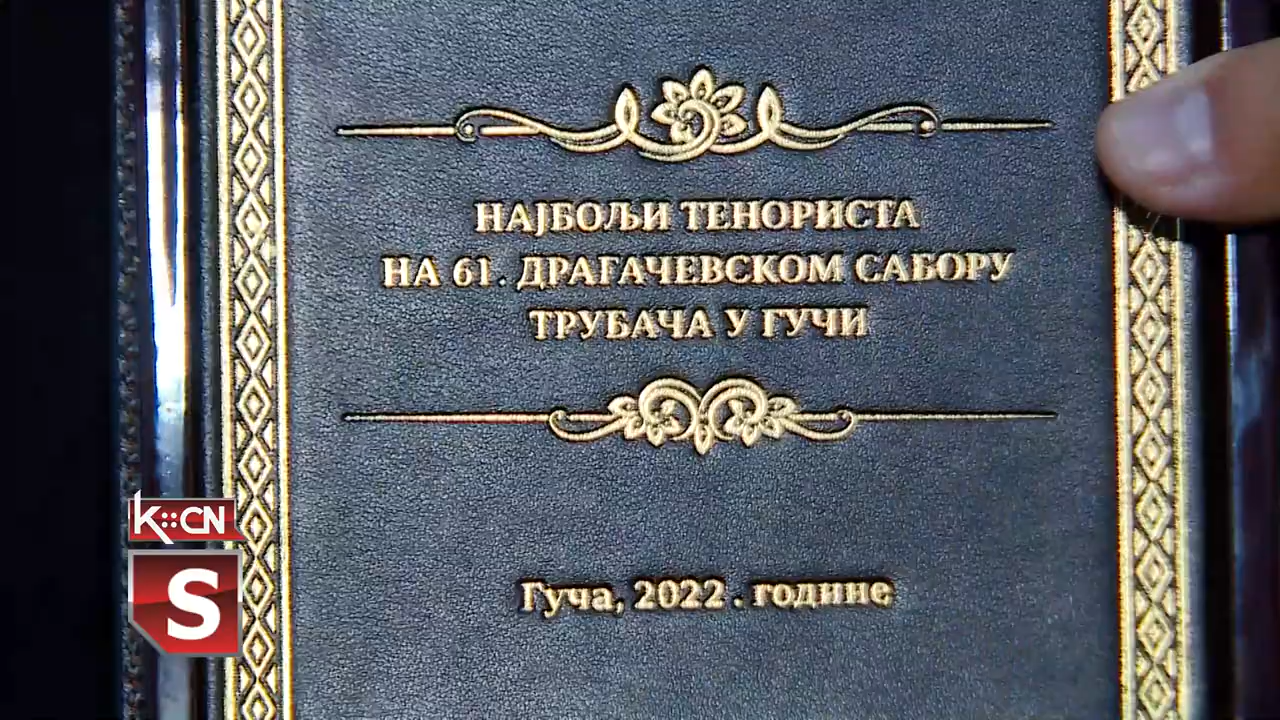 НАЈБОЉИ ТЕНОРИСТА
НА 61. ДРАГАЧЕВСКОМ САБОРУ
ТРУБАЧА У ГУЧИ
Гуча, 2022 . године
K::CN
S